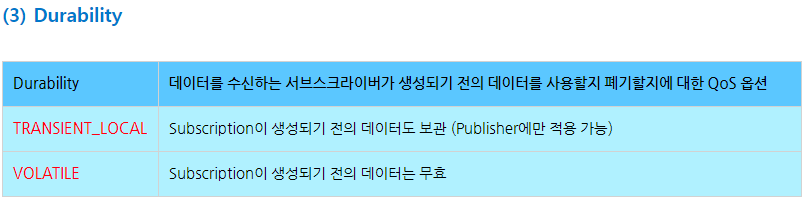 (3) Durability
Durability 데이터를 수신하는 서브스크라이버가 생성되기 전의 데이터를 사용할지 폐기할지에 대한 QoS 옵션
TRANSIENT_LOCAL Subscription이 생성되기 전의 데이터도 보관 (Publisher에만 적용 가능)
VOLATILE Subscription이 생성되기 전의 데이터는 무효